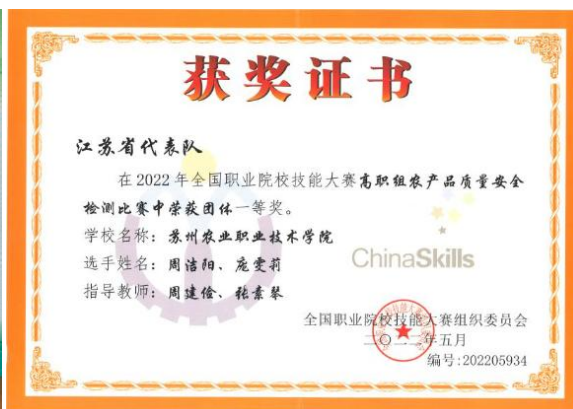 获奖证书
江苏省代表队
在2022年全国职业院校技能大赛高职组农产品质量安全
检测比赛中荣获团体一等奖。
学校名称：苏州农业职业技术学院
选手姓名：周洁阳、庞雯莉
指导教师：周建俭、张素琴
ChinaSkills
全国职业院校技能大赛组织委员会
二〇二二年五月
编号:202205934